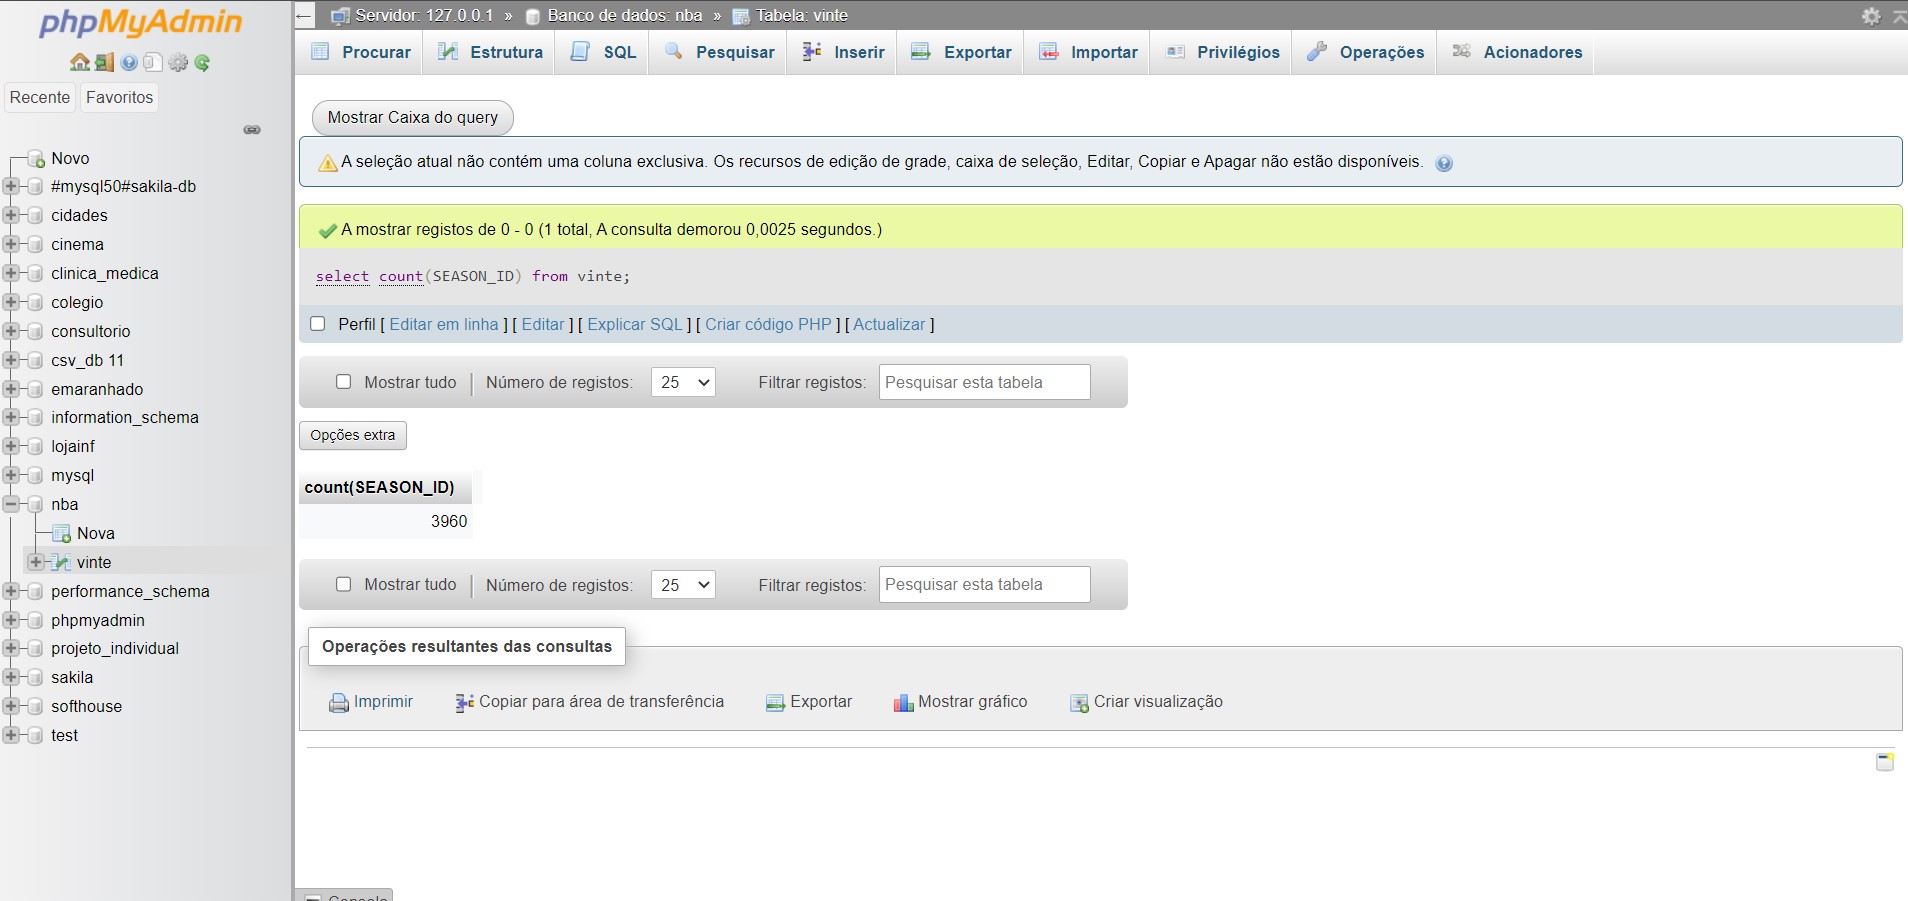 phpMyAdmin
Recente Favoritos
Novo
#mysql50#sakila-db
cidades
cinema
clinica_medica
colegio
consultorio
csv_db 11
emaranhado
information_schema
lojainf
mysql
nba
Nova
vinte
performance_schema
phpmyadmin
projeto_individual
sakila
softhouse
test
Servidor: 127.0.0.1 » Banco de dados: nba » Tabela: vinte
Procurar Estrutura SQL Pesquisar Inserir Exportar Importar Privilégios Operações Acionadores
Mostrar Caixa do query
A seleção atual não contém uma coluna exclusiva. Os recursos de edição de grade, caixa de seleção, Editar, Copiar e Apagar não estão disponíveis.
A mostrar registos de 0 - 0 (1 total, A consulta demorou 0,0025 segundos.)
select count(SEASON_ID) from vinte;
Perfil [ Editar em linha ] [ Editar ] [ Explicar SQL ] [ Criar código PHP ] [ Actualizar ]
Mostrar tudo | Número de registos: 25 Filtrar registos: Pesquisar esta tabela
Opções extra
count(SEASON_ID)
3960
Mostrar tudo | Número de registos: 25 Filtrar registos: Pesquisar esta tabela
Operações resultantes das consultas
Imprimir Copiar para área de transferência Exportar Mostrar gráfico Criar visualização
Consola